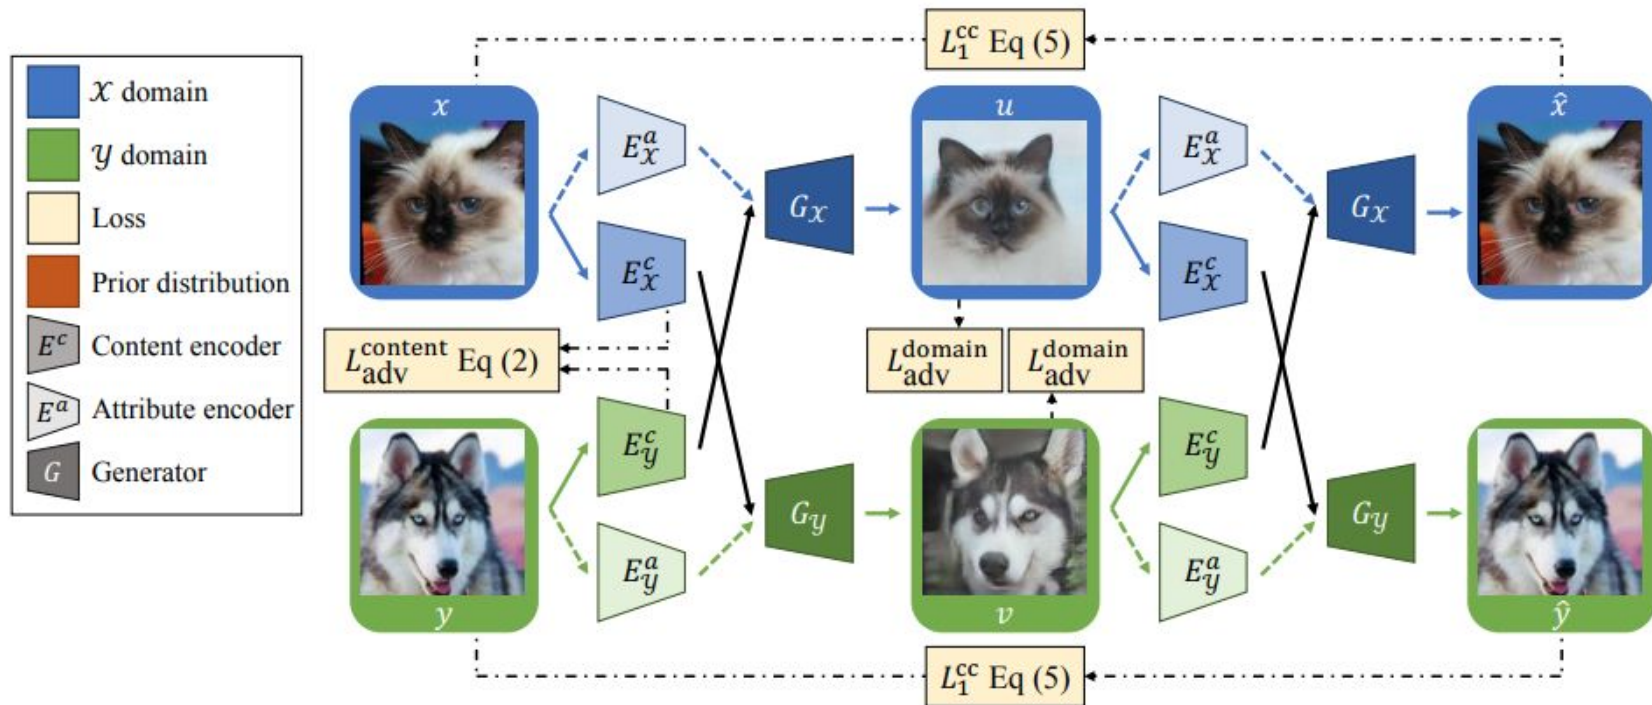 𝒳 domain
𝒴 domain
Loss
Prior distribution
E^c Content encoder
E^a Attribute encoder
G Generator
L_1^cc Eq (5)
x
E_𝒳^a
G_𝒳
u
E_𝒳^a
G_𝒳
x̂
E_𝒳^c
E_𝒳^c
L_adv^content Eq (2)
L_adv^domain
L_adv^domain
E_𝒴^c
E_𝒴^c
G_𝒴
G_𝒴
E_𝒴^a
E_𝒴^a
y
v
ŷ
L_1^cc Eq (5)